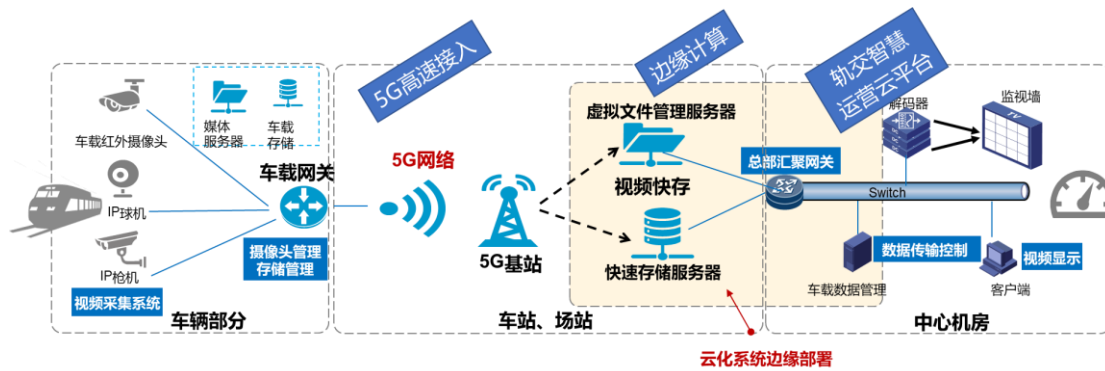 5G高速接入
边缘计算
轨交智慧
运营云平台
媒体
服务器
车载
存储
车载红外摄像头
IP球机
IP枪机
视频采集系统
车载网关
摄像头管理
存储管理
车辆部分
5G网络
5G基站
虚拟文件管理服务器
视频快存
快速存储服务器
车站、场站
云化系统边缘部署
总部汇聚网关
解码器
监视墙
TV
Switch
数据传输控制
视频显示
车载数据管理
客户端
中心机房